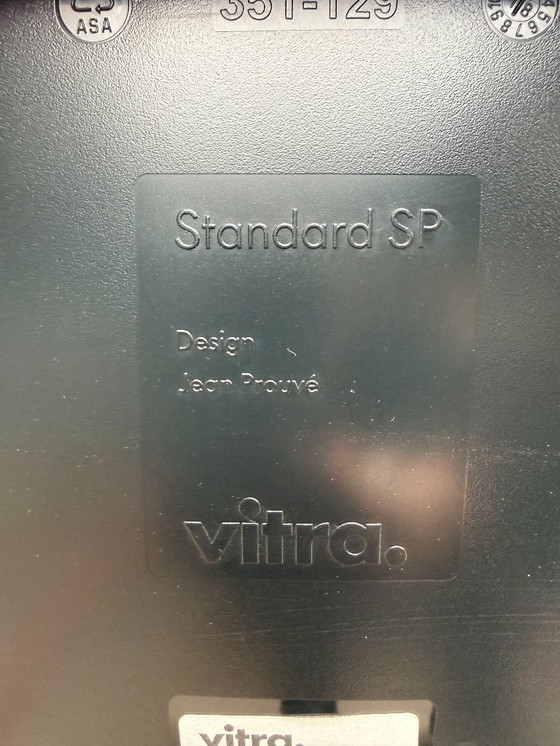 351-129
ASA
Standard SP
Design
Jean Prouvé
vitra.
vitra.